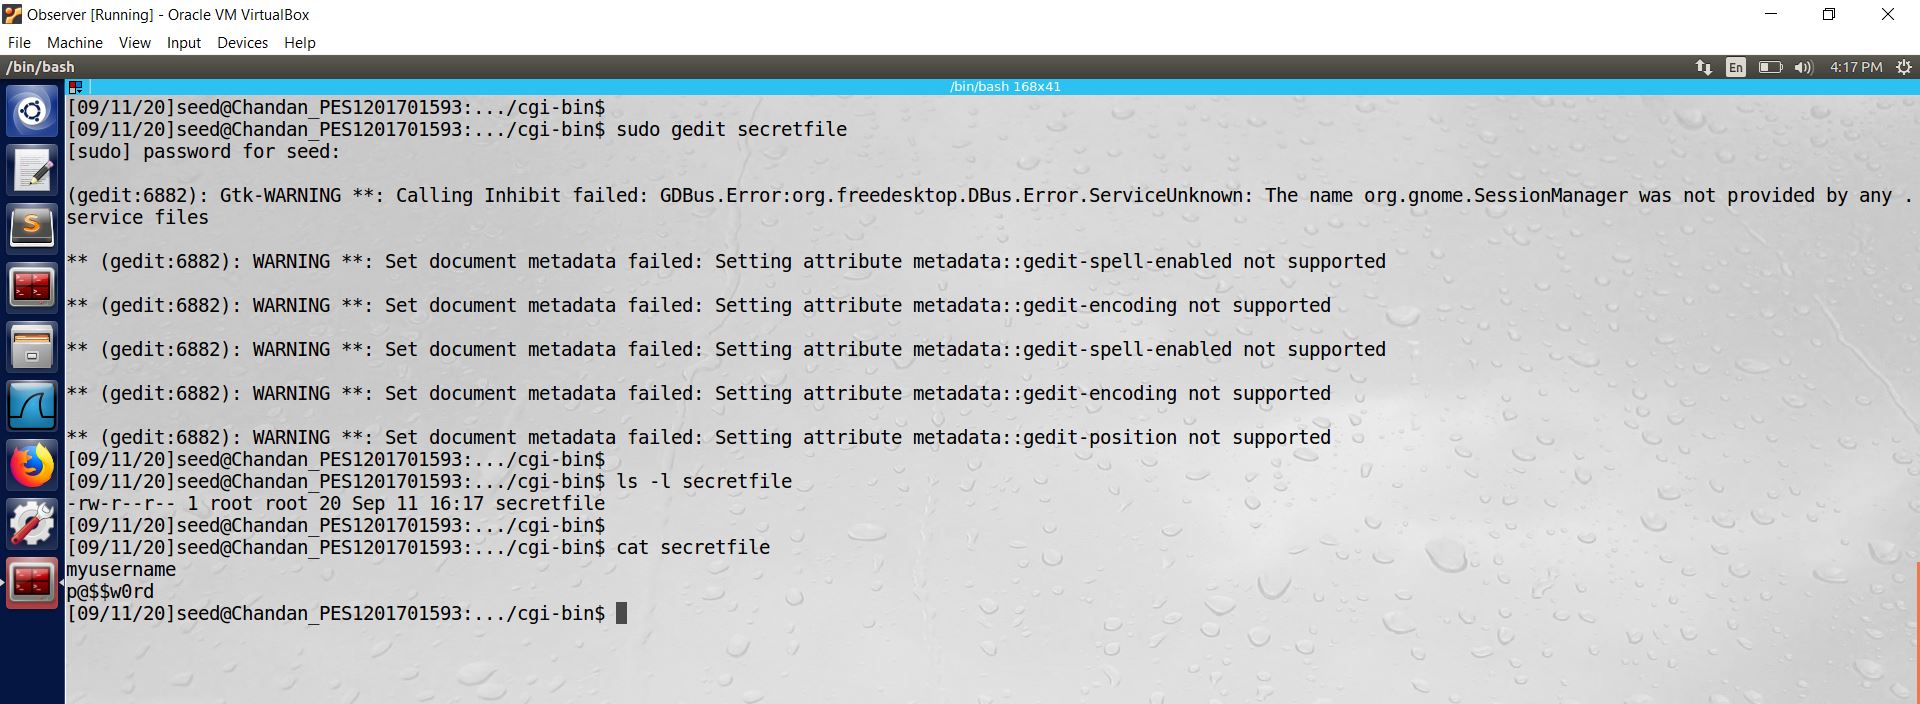 Observer [Running] - Oracle VM VirtualBox
File Machine View Input Devices Help
/bin/bash En 4:17 PM
/bin/bash 168x41
[09/11/20]seed@Chandan_PES1201701593:.../cgi-bin$
[09/11/20]seed@Chandan_PES1201701593:.../cgi-bin$ sudo gedit secretfile
[sudo] password for seed:
(gedit:6882): Gtk-WARNING **: Calling Inhibit failed: GDBus.Error:org.freedesktop.DBus.Error.ServiceUnknown: The name org.gnome.SessionManager was not provided by any .
service files
** (gedit:6882): WARNING **: Set document metadata failed: Setting attribute metadata::gedit-spell-enabled not supported
** (gedit:6882): WARNING **: Set document metadata failed: Setting attribute metadata::gedit-encoding not supported
** (gedit:6882): WARNING **: Set document metadata failed: Setting attribute metadata::gedit-spell-enabled not supported
** (gedit:6882): WARNING **: Set document metadata failed: Setting attribute metadata::gedit-encoding not supported
** (gedit:6882): WARNING **: Set document metadata failed: Setting attribute metadata::gedit-position not supported
[09/11/20]seed@Chandan_PES1201701593:.../cgi-bin$
[09/11/20]seed@Chandan_PES1201701593:.../cgi-bin$ ls -l secretfile
-rw-r--r-- 1 root root 20 Sep 11 16:17 secretfile
[09/11/20]seed@Chandan_PES1201701593:.../cgi-bin$
[09/11/20]seed@Chandan_PES1201701593:.../cgi-bin$ cat secretfile
myusername
p@$$w0rd
[09/11/20]seed@Chandan_PES1201701593:.../cgi-bin$